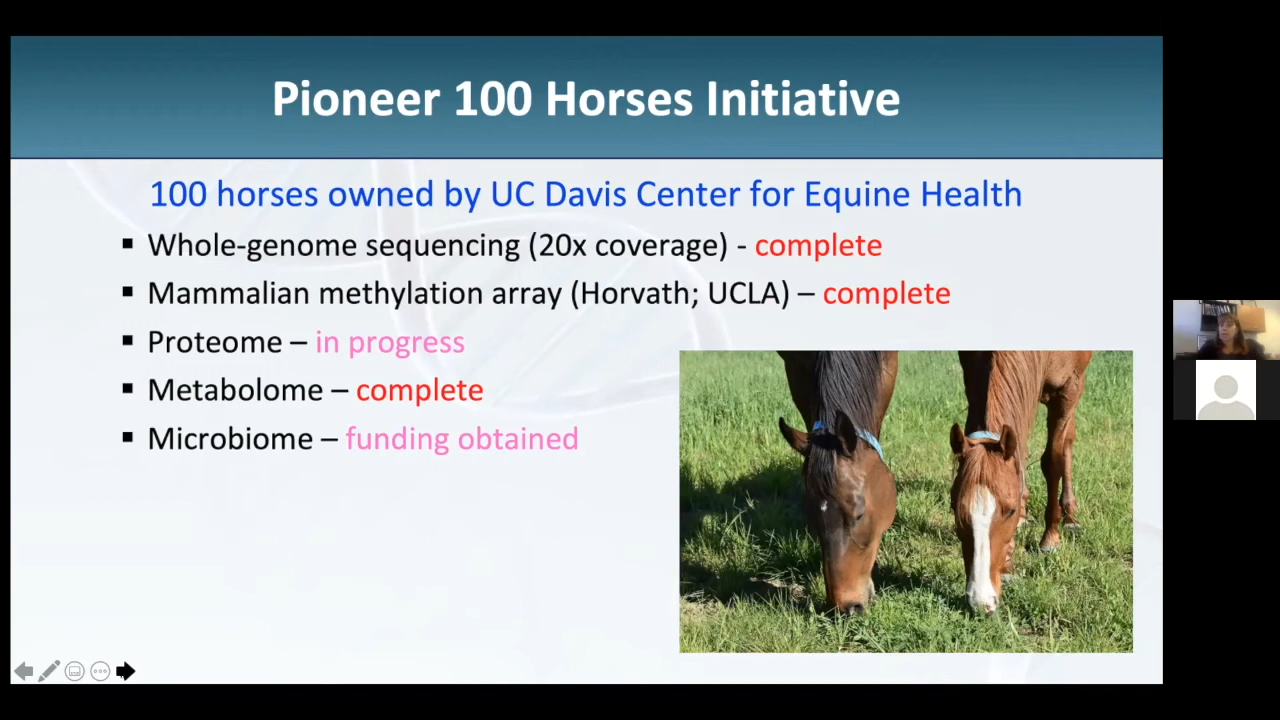 Pioneer 100 Horses Initiative
100 horses owned by UC Davis Center for Equine Health
▪ Whole-genome sequencing (20x coverage) - complete
▪ Mammalian methylation array (Horvath; UCLA) – complete
▪ Proteome – in progress
▪ Metabolome – complete
▪ Microbiome – funding obtained